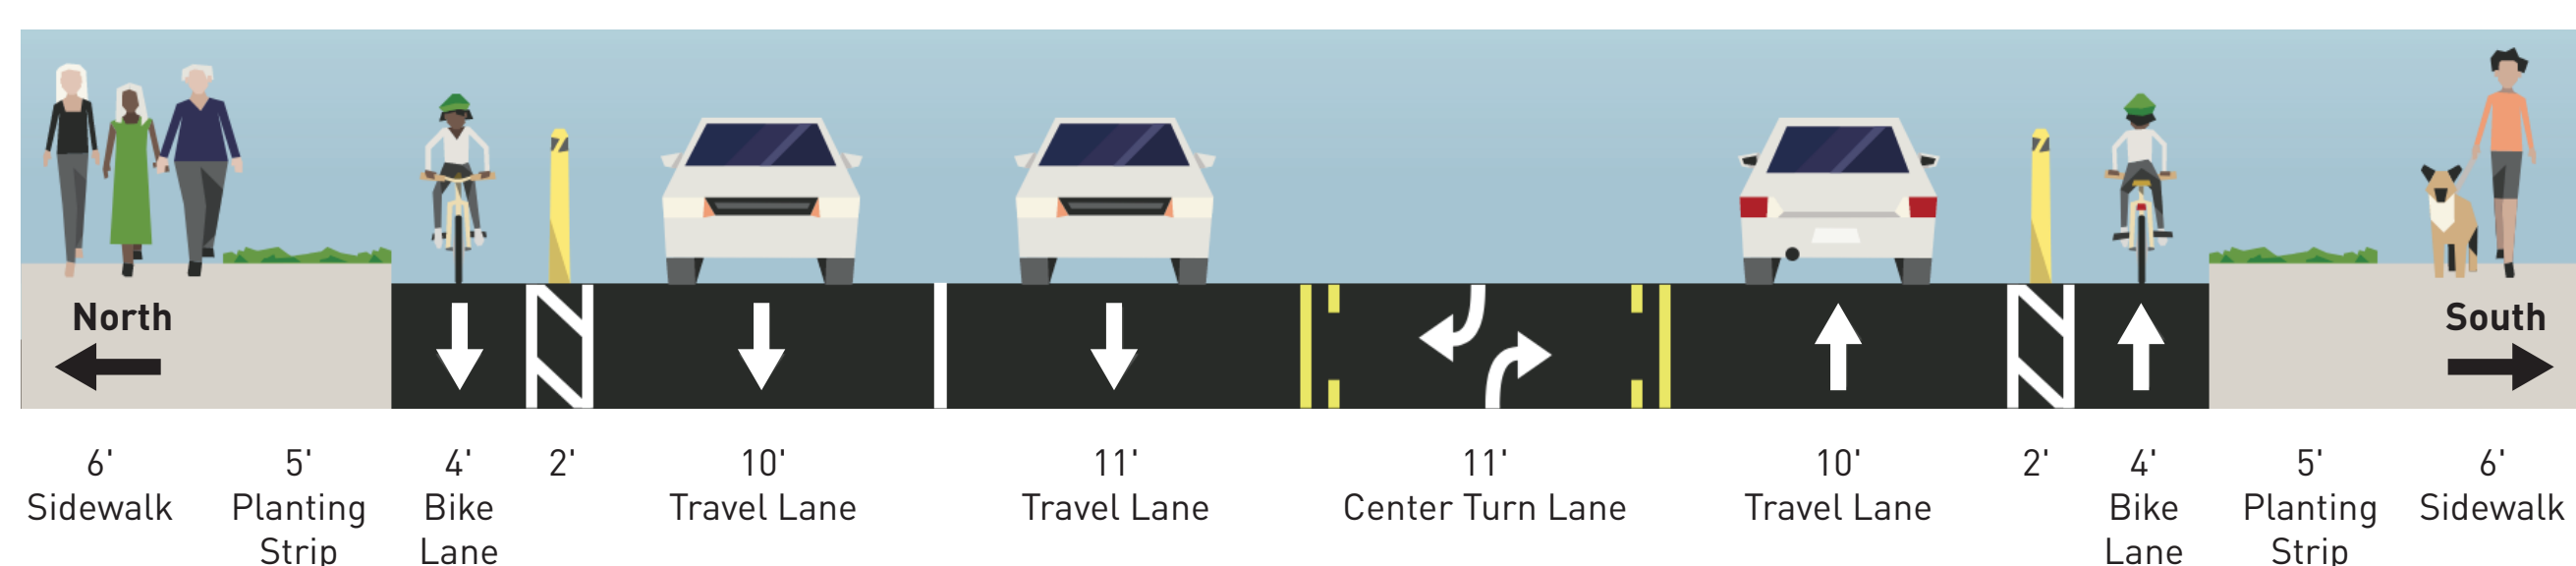 North
South
6' 5' 4' 2' 10' 11' 11' 10' 2' 4' 5' 6'
Sidewalk Planting Bike Travel Lane Travel Lane Center Turn Lane Travel Lane Bike Planting Sidewalk
Strip Lane Lane Strip